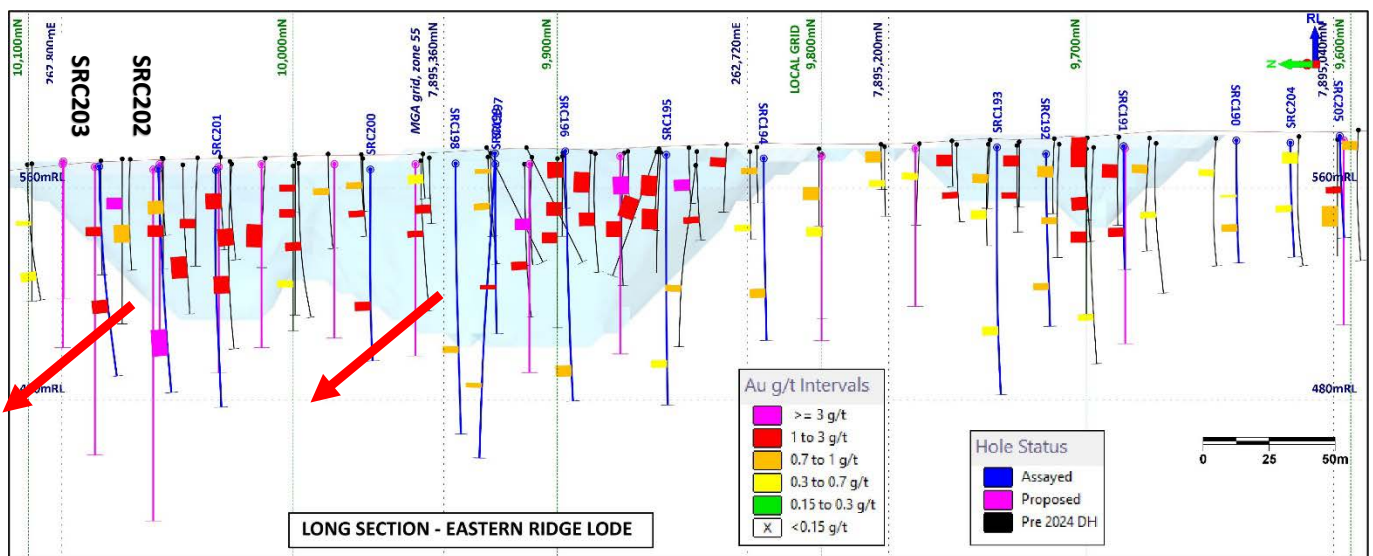 10,100mN
262,800mE
10,000mN
MGA grid, zone 55
7,895,360mN
9,900mN
262,720mE
LOCAL GRID
9,800mN
7,895,200mN
9,700mN
7,895,040mN
9,600mN
RL
N
SRC203
SRC202
SRC201
SRC200
SRC198
SRC197
SRC196
SRC195
SRC194
SRC193
SRC192
SRC191
SRC190
SRC204
SRC205
560mRL
560mRL
480mRL
Au g/t Intervals
>= 3 g/t
1 to 3 g/t
0.7 to 1 g/t
0.3 to 0.7 g/t
0.15 to 0.3 g/t
X <0.15 g/t
Hole Status
Assayed
Proposed
Pre 2024 DH
0 25 50m
LONG SECTION - EASTERN RIDGE LODE